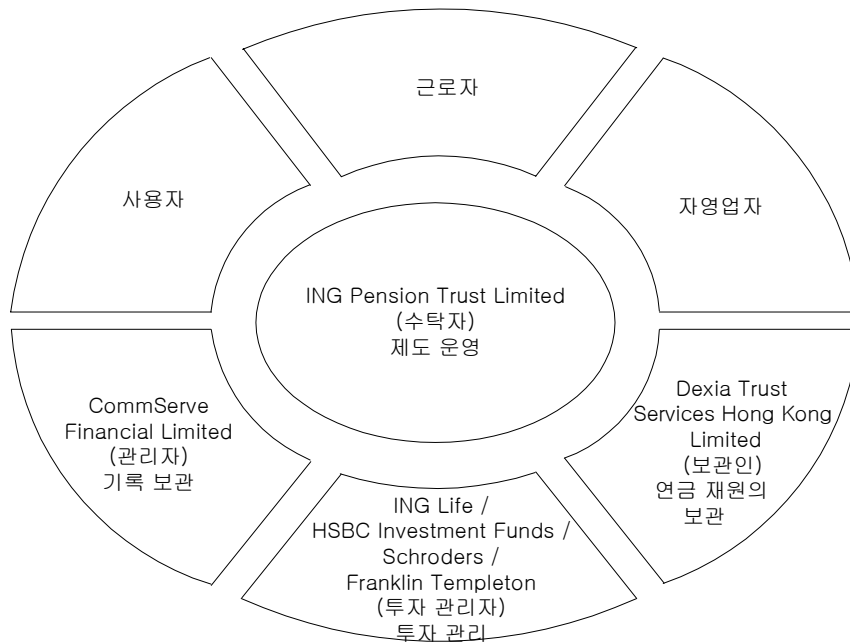 근로자
사용자
자영업자
ING Pension Trust Limited
(수탁자)
제도 운영
CommServe
Financial Limited
(관리자)
기록 보관
Dexia Trust
Services Hong Kong
Limited
(보관인)
연금 재원의
보관
ING Life /
HSBC Investment Funds /
Schroders /
Franklin Templeton
(투자 관리자)
투자 관리